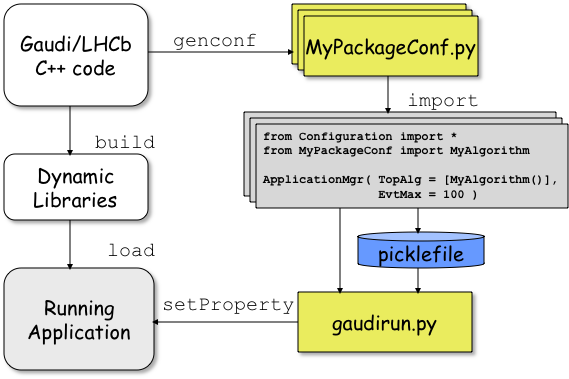 Gaudi/LHCb
C++ code
genconf
MyPackageConf.py
import
build
from Configuration import *
from MyPackageConf import MyAlgorithm
ApplicationMgr( TopAlg = [MyAlgorithm()],
EvtMax = 100 )
Dynamic
Libraries
load
picklefile
Running
Application
setProperty
gaudirun.py